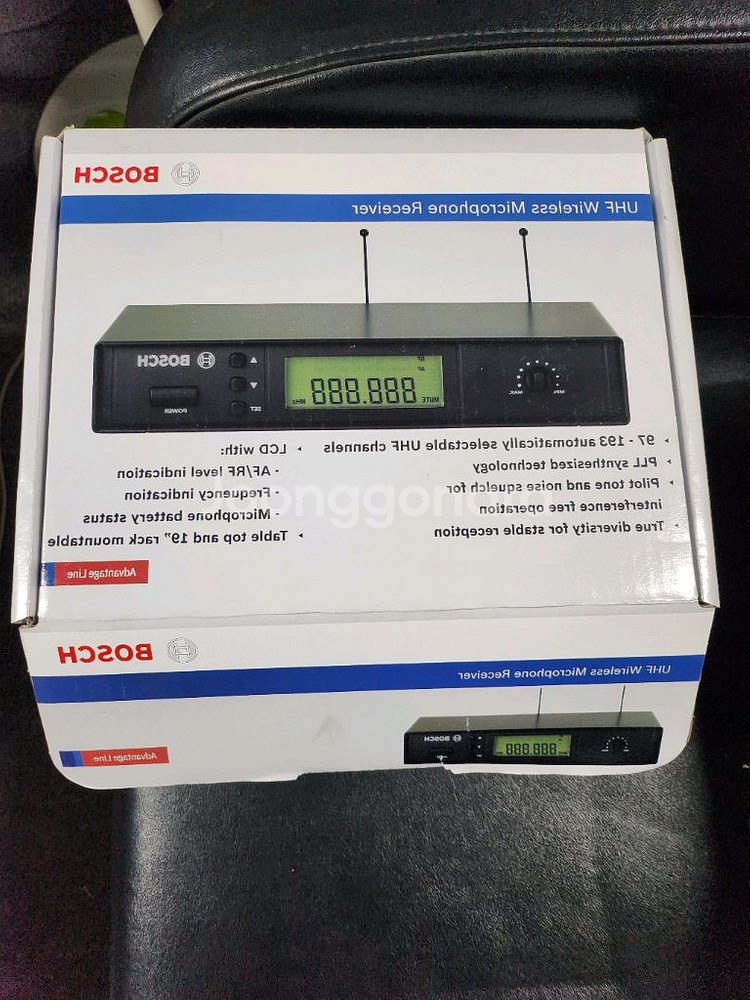 BOSCH
UHF Wireless Microphone Receiver
BOSCH
RF
AF
888.888
MHz
MUTE
SET
POWER
MIN.
MAX.
97 - 193 automatically selectable UHF channels
PLL synthesized technology
Pilot tone and noise squelch for
interference free operation
True diversity for stable reception
LCD with:
- AF/RF level indication
- Frequency indication
- Microphone battery status
Table top and 19" rack mountable
Joonggonara
Advantage Line
BOSCH
UHF Wireless Microphone Receiver
BOSCH
888.888
Advantage Line